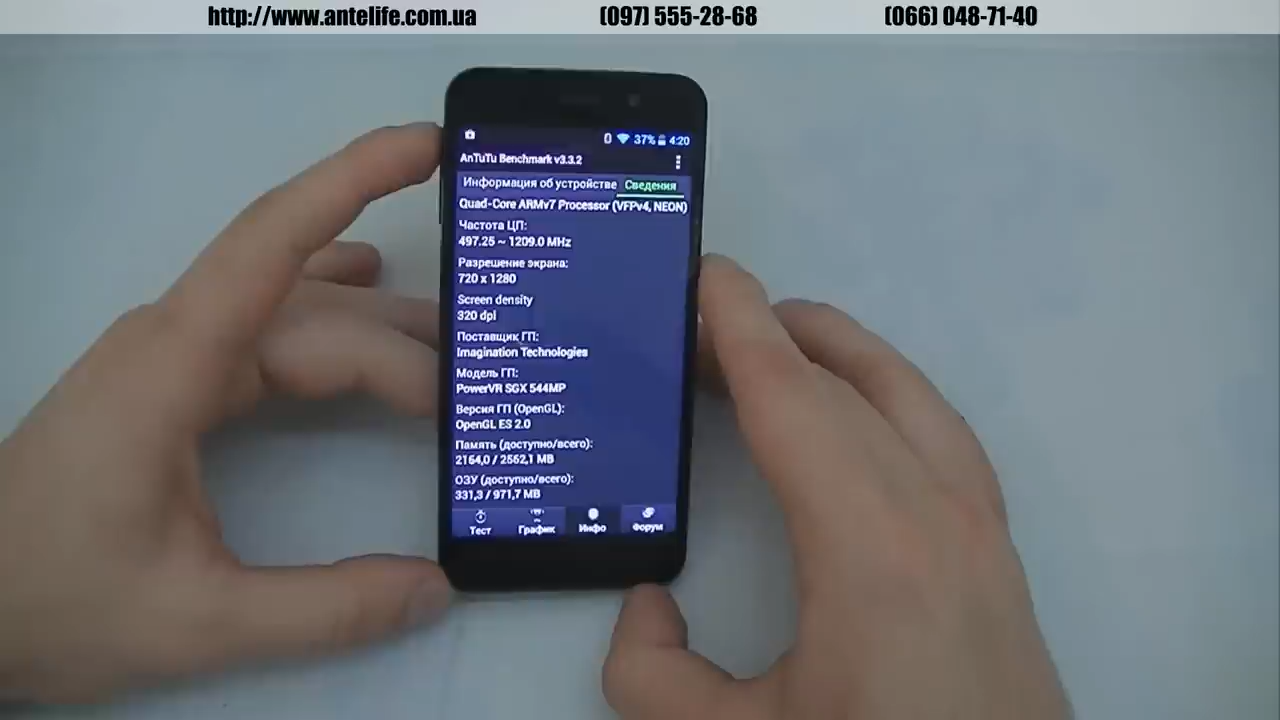 http://www.antelife.com.ua (097) 555-28-68 (066) 048-71-40
37% 4:20
AnTuTu Benchmark v3.3.2
Информация об устройстве Сведения
Quad-Core ARMv7 Processor (VFPv4, NEON)
Частота ЦП:
497.25 ~ 1209.0 MHz
Разрешение экрана:
720 x 1280
Screen density
320 dpi
Поставщик ГП:
Imagination Technologies
Модель ГП:
PowerVR SGX 544MP
Версия ГП (OpenGL):
OpenGL ES 2.0
Память (доступно/всего):
2164,0 / 2562,1 MB
ОЗУ (доступно/всего):
331,3 / 971,7 MB
Тест График Инфо Форум